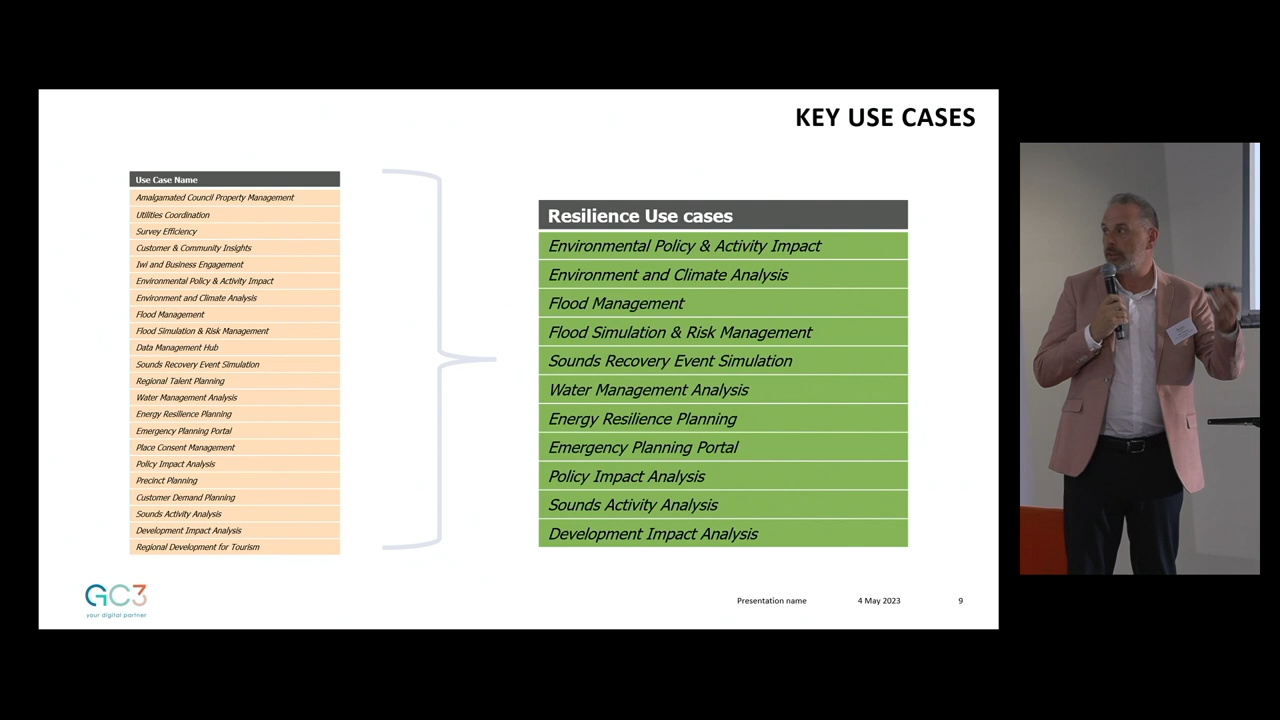 KEY USE CASES
Use Case Name
Amalgamated Council Property Management
Utilities Coordination
Survey Efficiency
Customer & Community Insights
Iwi and Business Engagement
Environmental Policy & Activity Impact
Environment and Climate Analysis
Flood Management
Flood Simulation & Risk Management
Data Management Hub
Sounds Recovery Event Simulation
Regional Talent Planning
Water Management Analysis
Energy Resilience Planning
Emergency Planning Portal
Place Consent Management
Policy Impact Analysis
Precinct Planning
Customer Demand Planning
Sounds Activity Analysis
Development Impact Analysis
Regional Development for Tourism
Resilience Use cases
Environmental Policy & Activity Impact
Environment and Climate Analysis
Flood Management
Flood Simulation & Risk Management
Sounds Recovery Event Simulation
Water Management Analysis
Energy Resilience Planning
Emergency Planning Portal
Policy Impact Analysis
Sounds Activity Analysis
Development Impact Analysis
GC3
your digital partner
Presentation name
4 May 2023
9